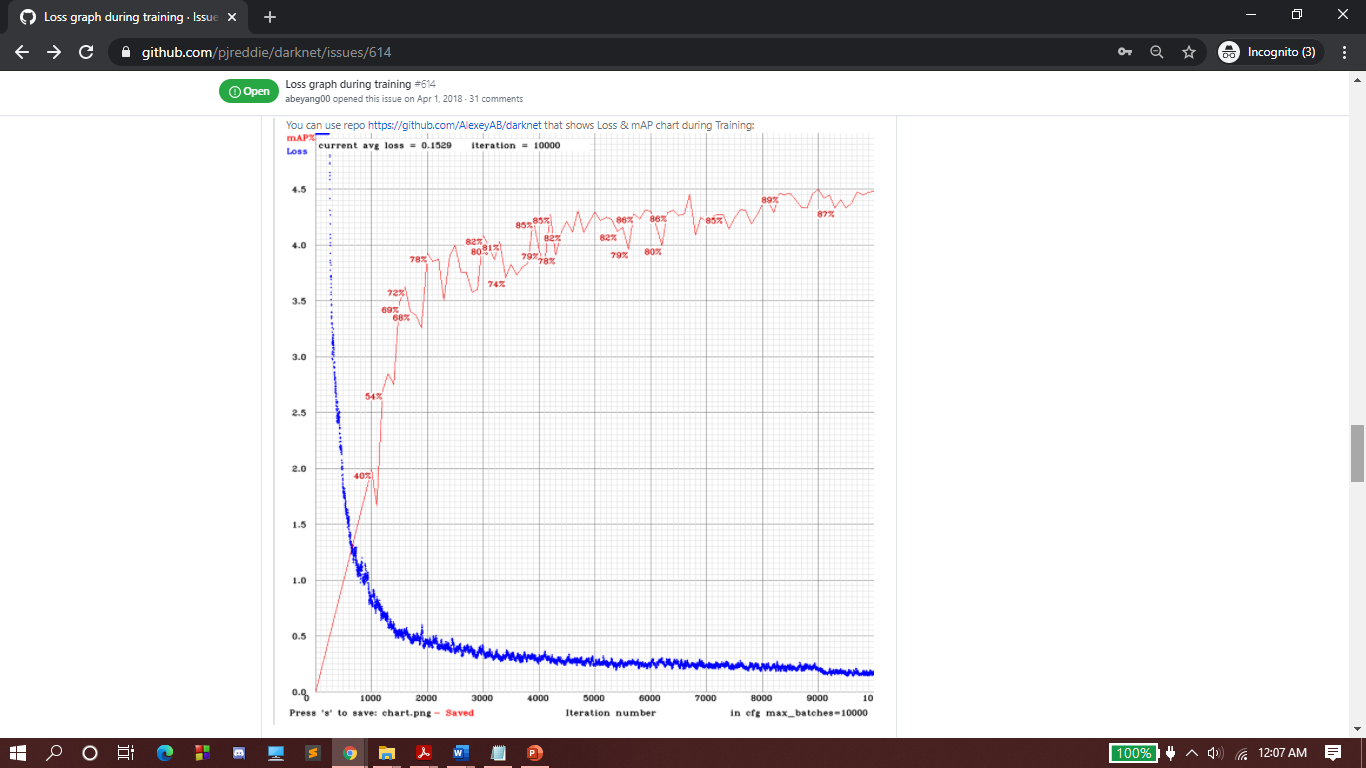 Loss graph during training · Issue
github.com/pjreddie/darknet/issues/614
Incognito (3)
Open
Loss graph during training #614
abeyang00 opened this issue on Apr 1, 2018 · 31 comments
You can use repo https://github.com/AlexeyAB/darknet that shows Loss & mAP chart during Training:
mAP%
Loss
current avg loss = 0.1529 iteration = 10000
4.5
4.0
3.5
3.0
2.5
2.0
1.5
1.0
0.5
0.0
40%
54%
69%
68%
72%
78%
82%
80%
81%
74%
85%
79%
85%
78%
82%
82%
86%
79%
86%
80%
85%
89%
87%
0 1000 2000 3000 4000 5000 6000 7000 8000 9000 10
Press 's' to save: chart.png - Saved Iteration number in cfg max_batches=10000
100% 12:07 AM